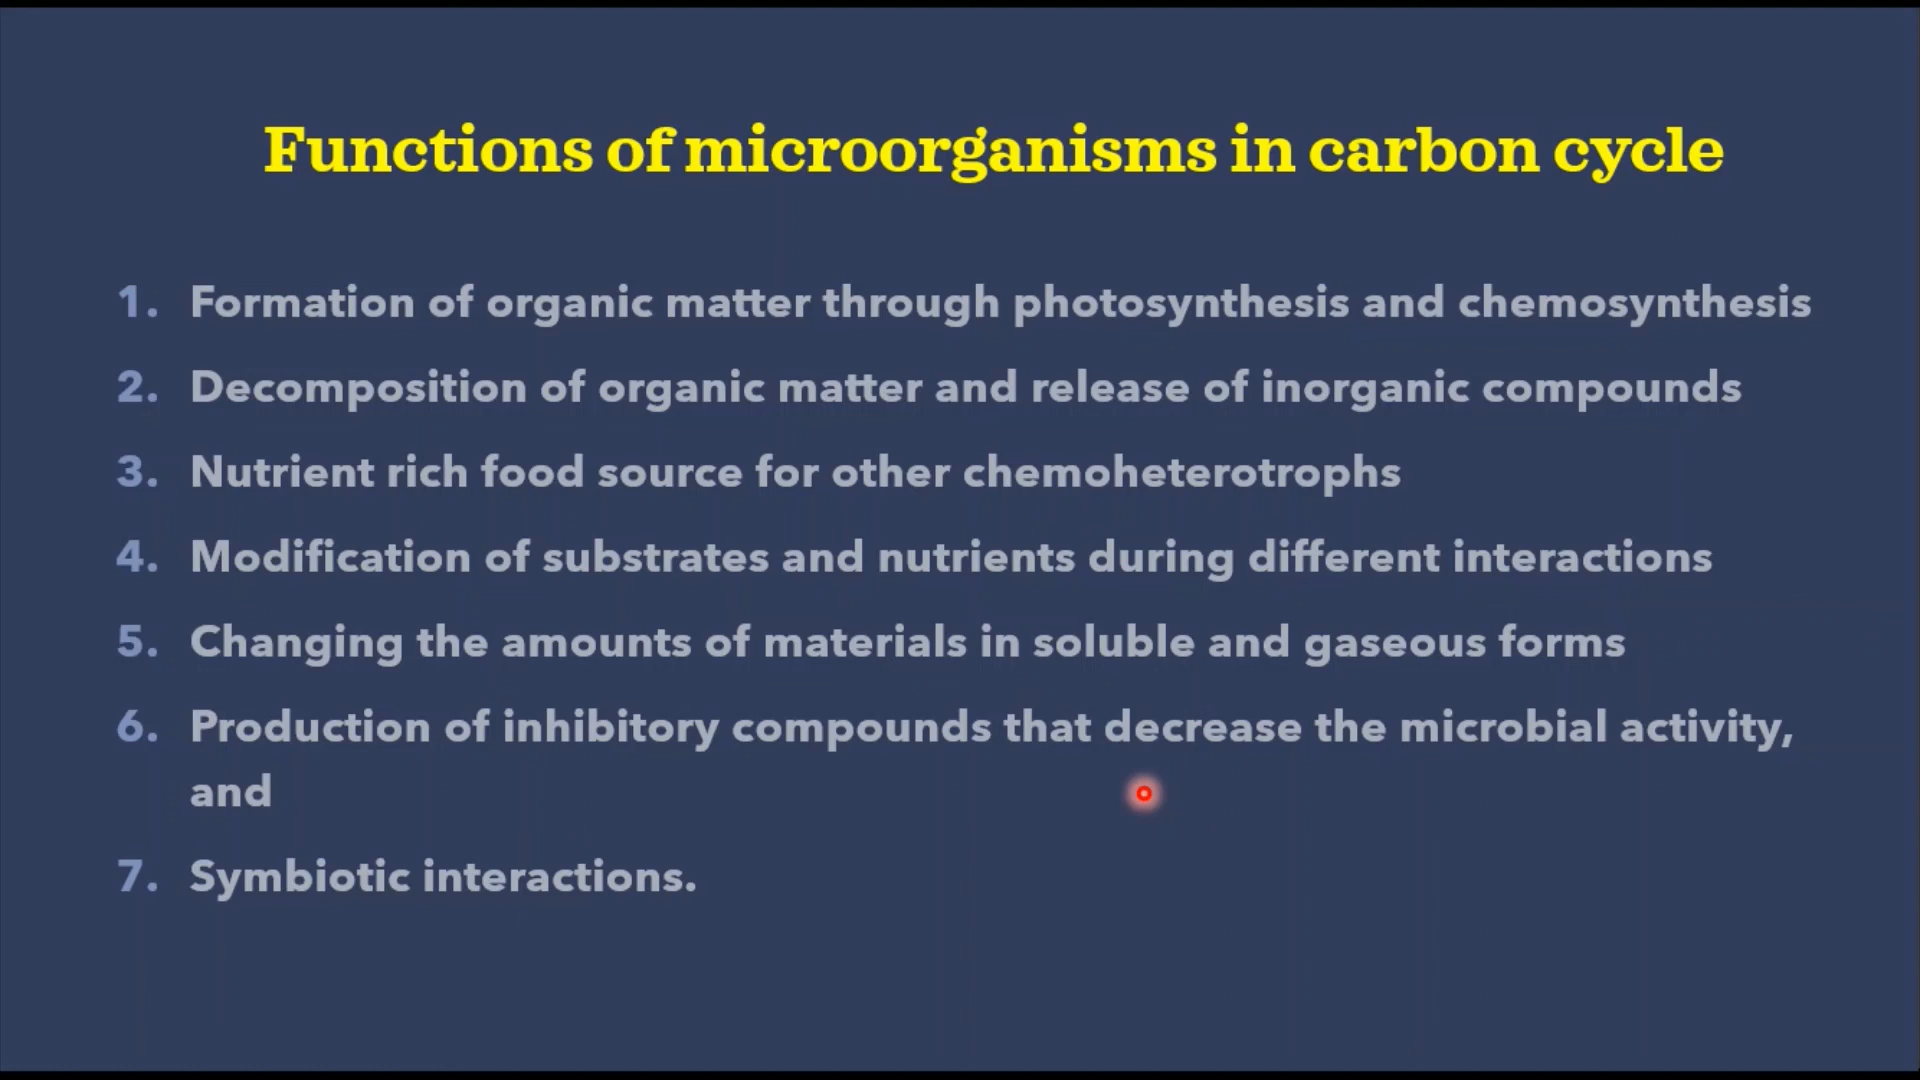 Functions of microorganisms in carbon cycle
1. Formation of organic matter through photosynthesis and chemosynthesis
2. Decomposition of organic matter and release of inorganic compounds
3. Nutrient rich food source for other chemoheterotrophs
4. Modification of substrates and nutrients during different interactions
5. Changing the amounts of materials in soluble and gaseous forms
6. Production of inhibitory compounds that decrease the microbial activity,
and
7. Symbiotic interactions.